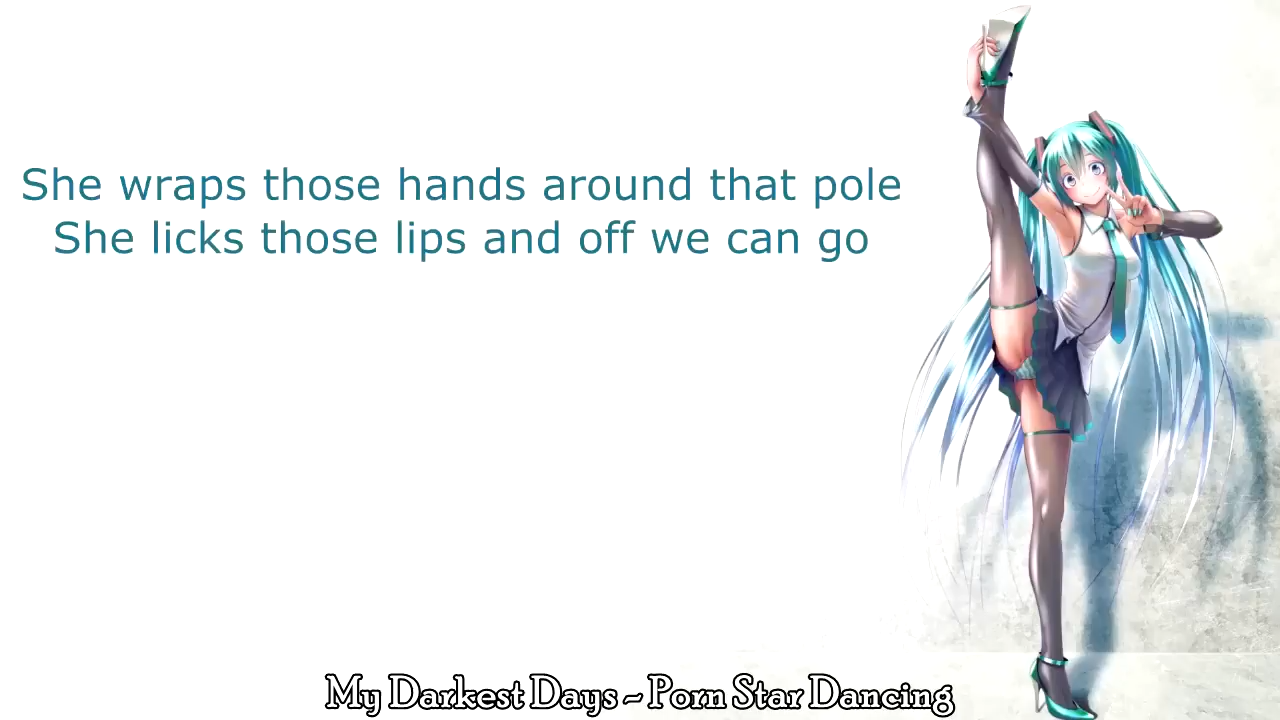 She wraps those hands around that pole
She licks those lips and off we can go
My Darkest Days ~ Porn Star Dancing